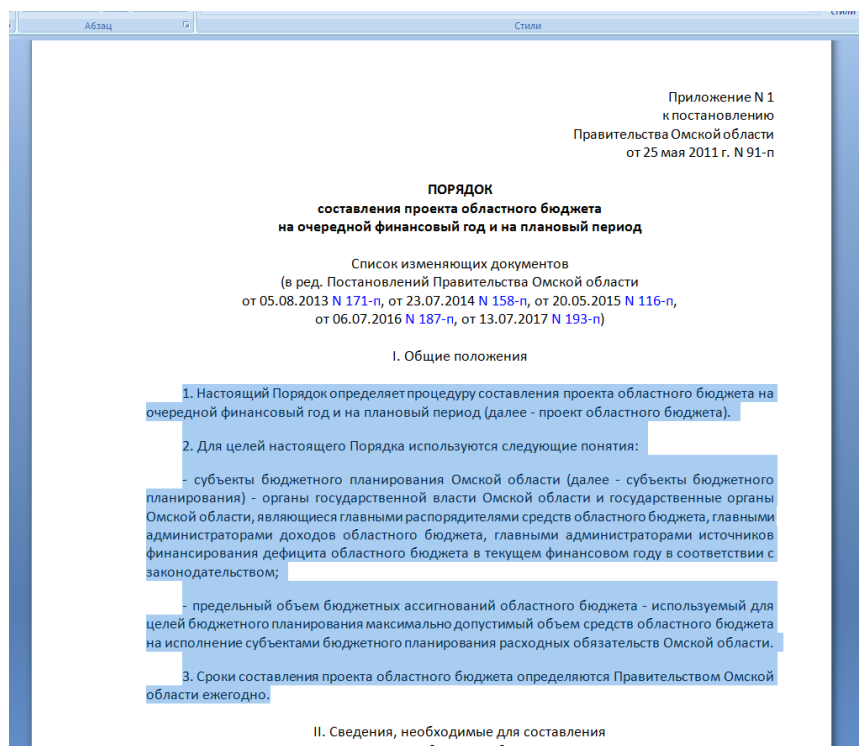 стили
Абзац
Стили
Приложение N 1
к постановлению
Правительства Омской области
от 25 мая 2011 г. N 91-п
ПОРЯДОК
составления проекта областного бюджета
на очередной финансовый год и на плановый период
Список изменяющих документов
(в ред. Постановлений Правительства Омской области
от 05.08.2013 N 171-п, от 23.07.2014 N 158-п, от 20.05.2015 N 116-п,
от 06.07.2016 N 187-п, от 13.07.2017 N 193-п)
I. Общие положения
1. Настоящий Порядок определяет процедуру составления проекта областного бюджета на
очередной финансовый год и на плановый период (далее - проект областного бюджета).
2. Для целей настоящего Порядка используются следующие понятия:
- субъекты бюджетного планирования Омской области (далее - субъекты бюджетного
планирования) - органы государственной власти Омской области и государственные органы
Омской области, являющиеся главными распорядителями средств областного бюджета, главными
администраторами доходов областного бюджета, главными администраторами источников
финансирования дефицита областного бюджета в текущем финансовом году в соответствии с
законодательством;
- предельный объем бюджетных ассигнований областного бюджета - используемый для
целей бюджетного планирования максимально допустимый объем средств областного бюджета
на исполнение субъектами бюджетного планирования расходных обязательств Омской области.
3. Сроки составления проекта областного бюджета определяются Правительством Омской
области ежегодно.
II. Сведения, необходимые для составления